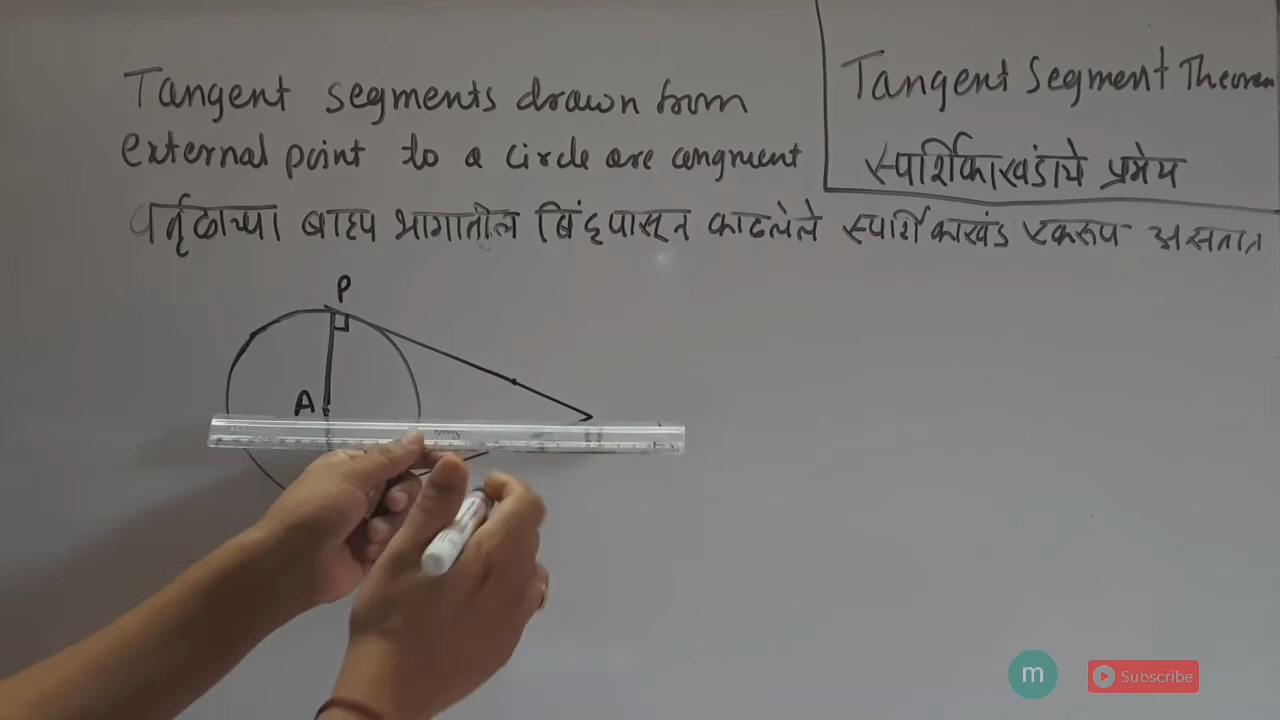 Tangent segments drawn from
external point to a circle are congruent
वर्तृळाच्या बाह्य भागातील बिंदूपासून काढलेले स्पर्शिकाखंड एकरूप असतात
Tangent Segment Theorem
स्पर्शिकाखंडाचे प्रमेय
P
A
m
Subscribe